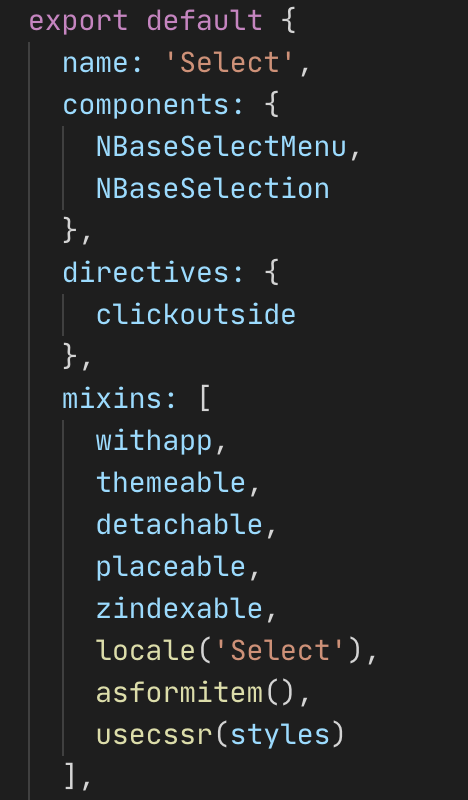 export default {
  name: 'Select',
  components: {
    NBaseSelectMenu,
    NBaseSelection
  },
  directives: {
    clickoutside
  },
  mixins: [
    withapp,
    themeable,
    detachable,
    placeable,
    zindexable,
    locale('Select'),
    asformitem(),
    usecssr(styles)
  ],